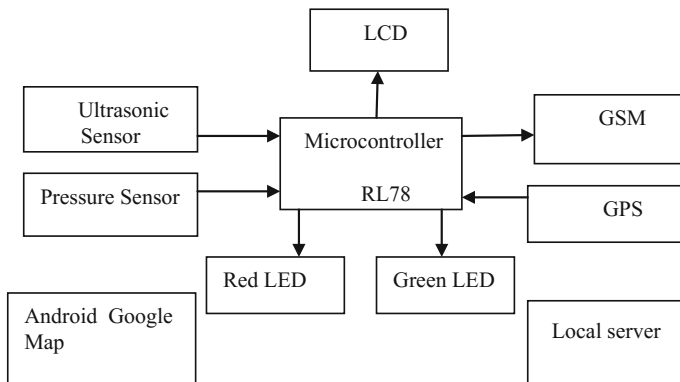 LCD
Ultrasonic
Sensor
Microcontroller
RL78
GSM
Pressure Sensor
GPS
Red LED
Green LED
Android Google
Map
Local server